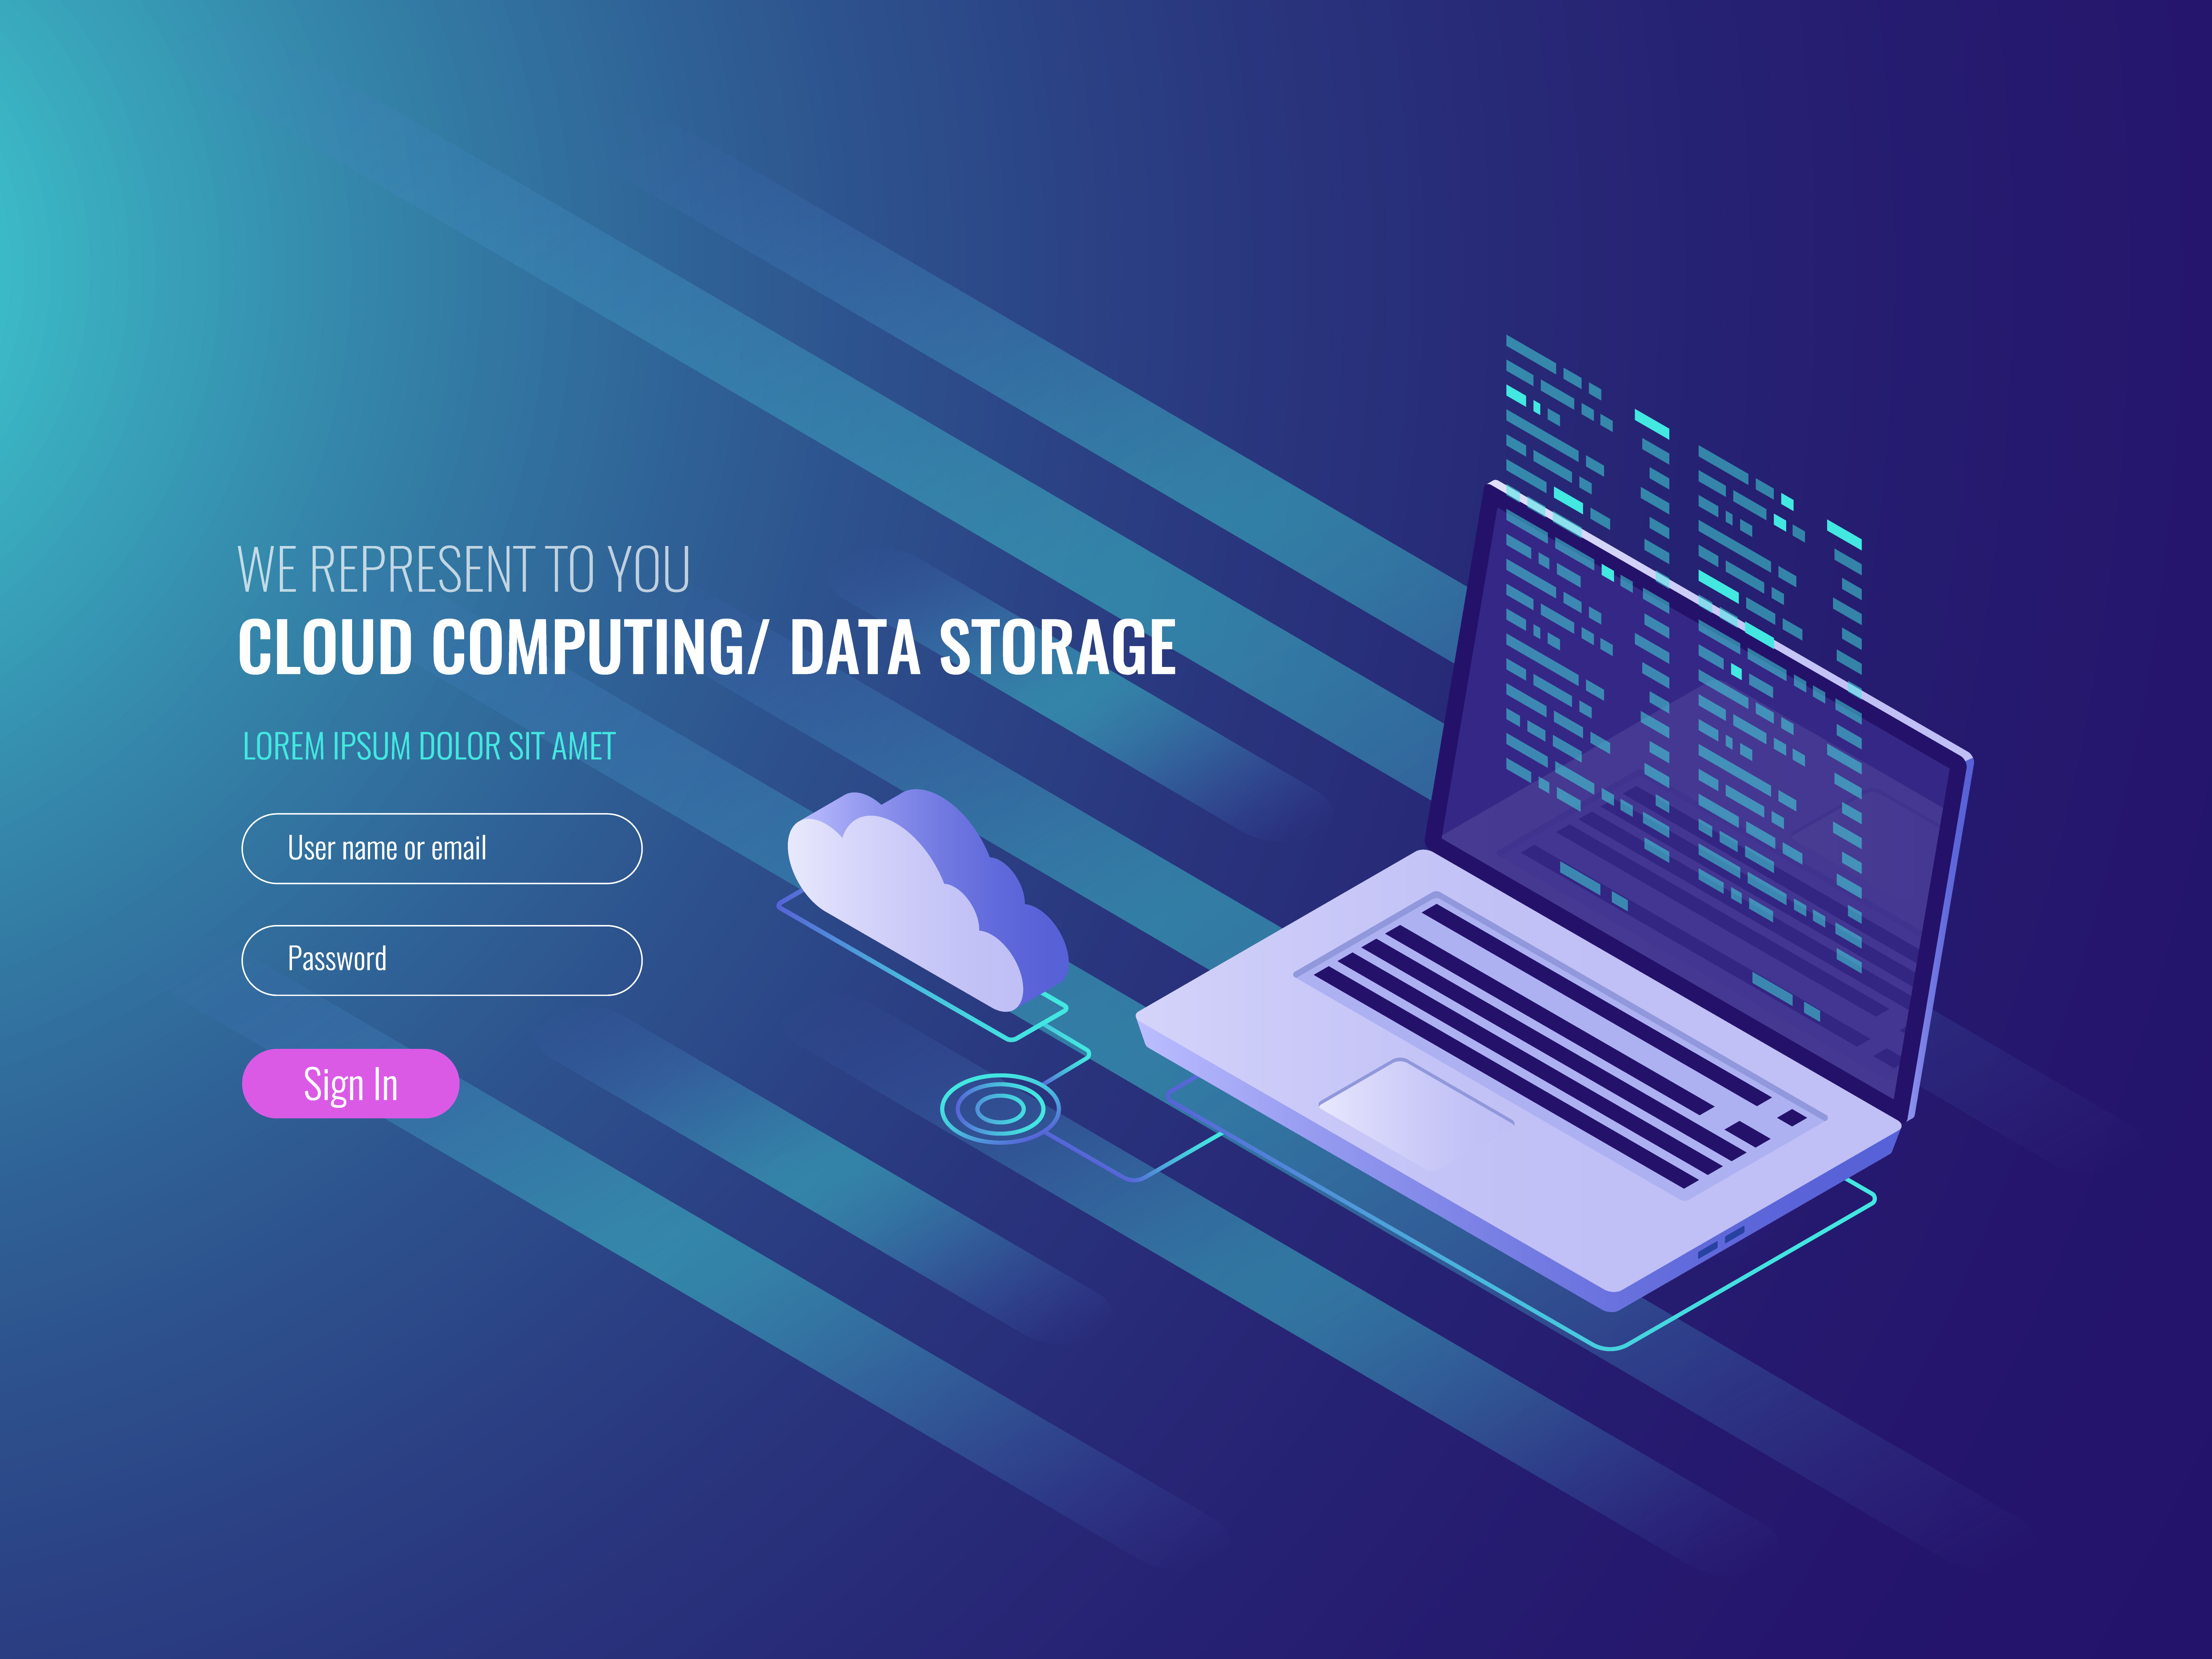 WE REPRESENT TO YOU
CLOUD COMPUTING/ DATA STORAGE
LOREM IPSUM DOLOR SIT AMET
User name or email
Password
Sign In